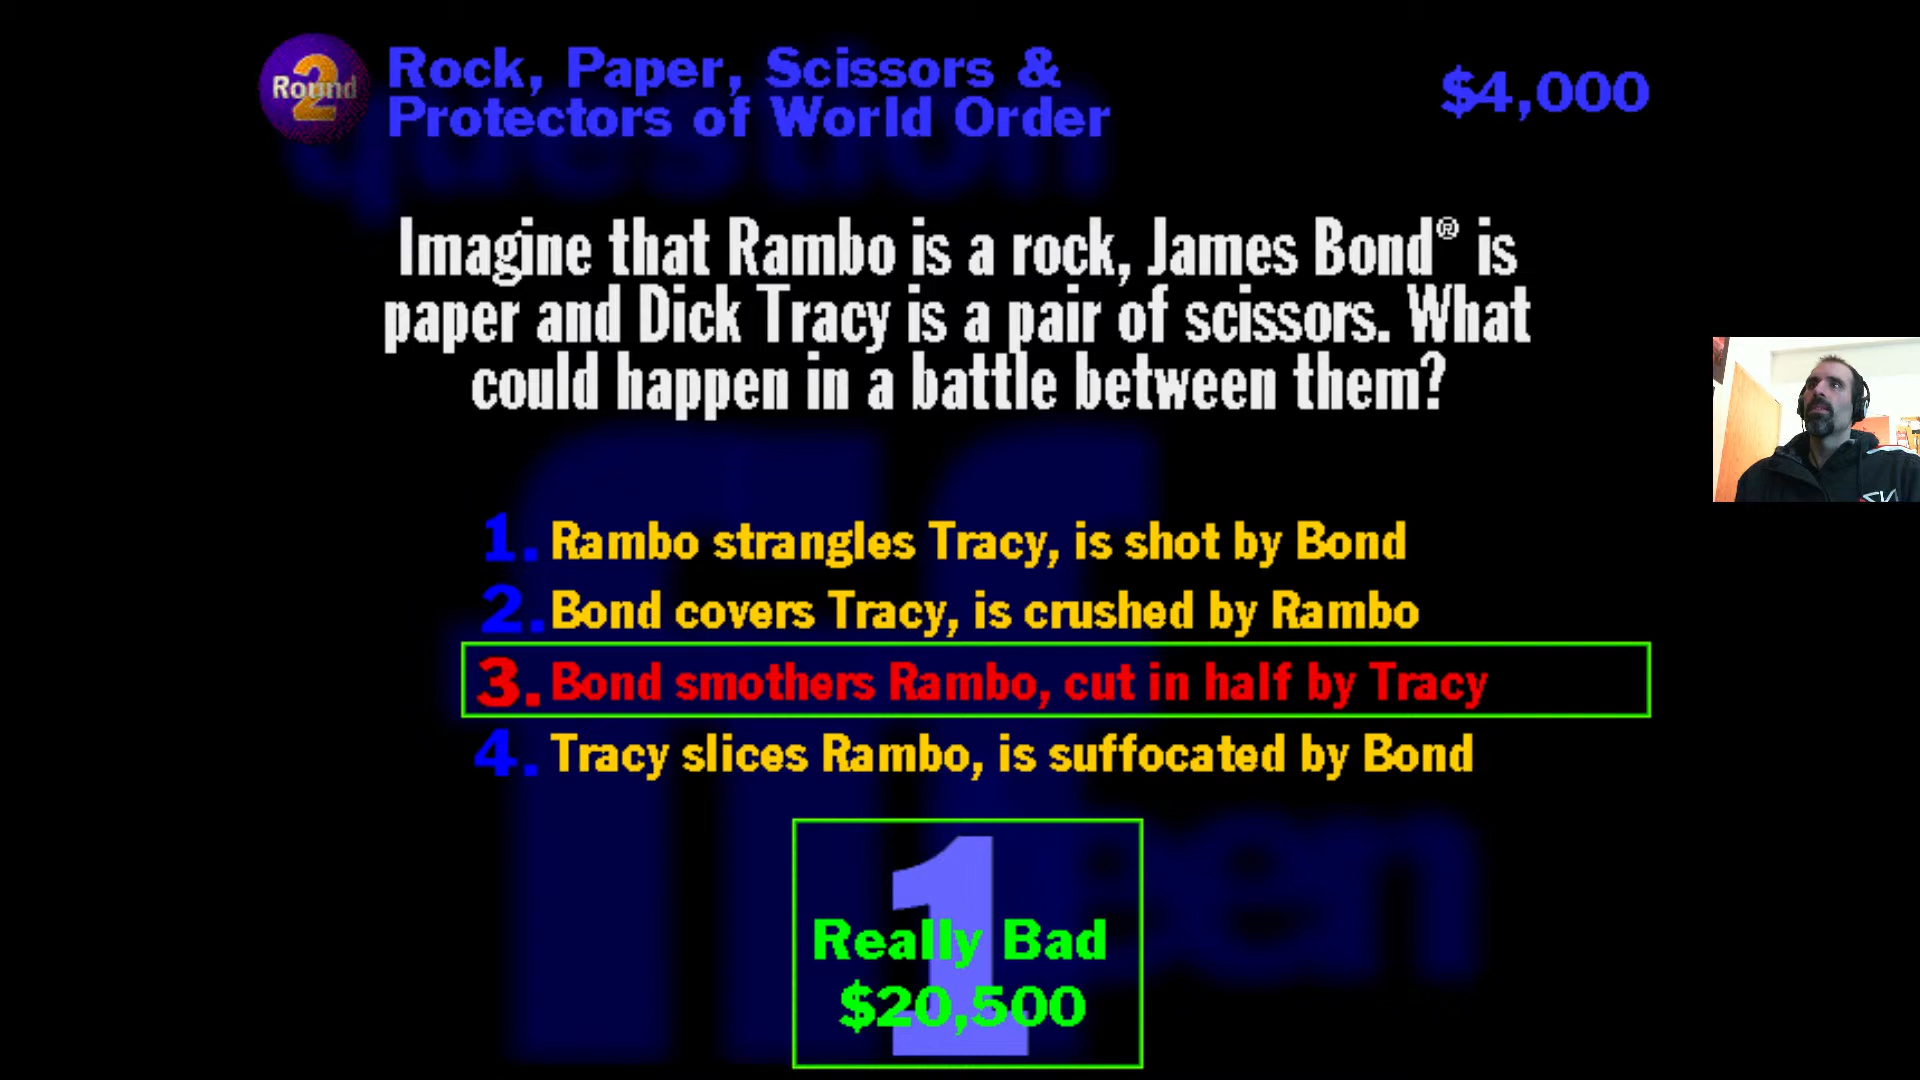 Round 2
Rock, Paper, Scissors &
Protectors of World Order
$4,000
question
Imagine that Rambo is a rock, James Bond® is
paper and Dick Tracy is a pair of scissors. What
could happen in a battle between them?
1. Rambo strangles Tracy, is shot by Bond
2. Bond covers Tracy, is crushed by Rambo
3. Bond smothers Rambo, cut in half by Tracy
4. Tracy slices Rambo, is suffocated by Bond
1
Really Bad
$20,500